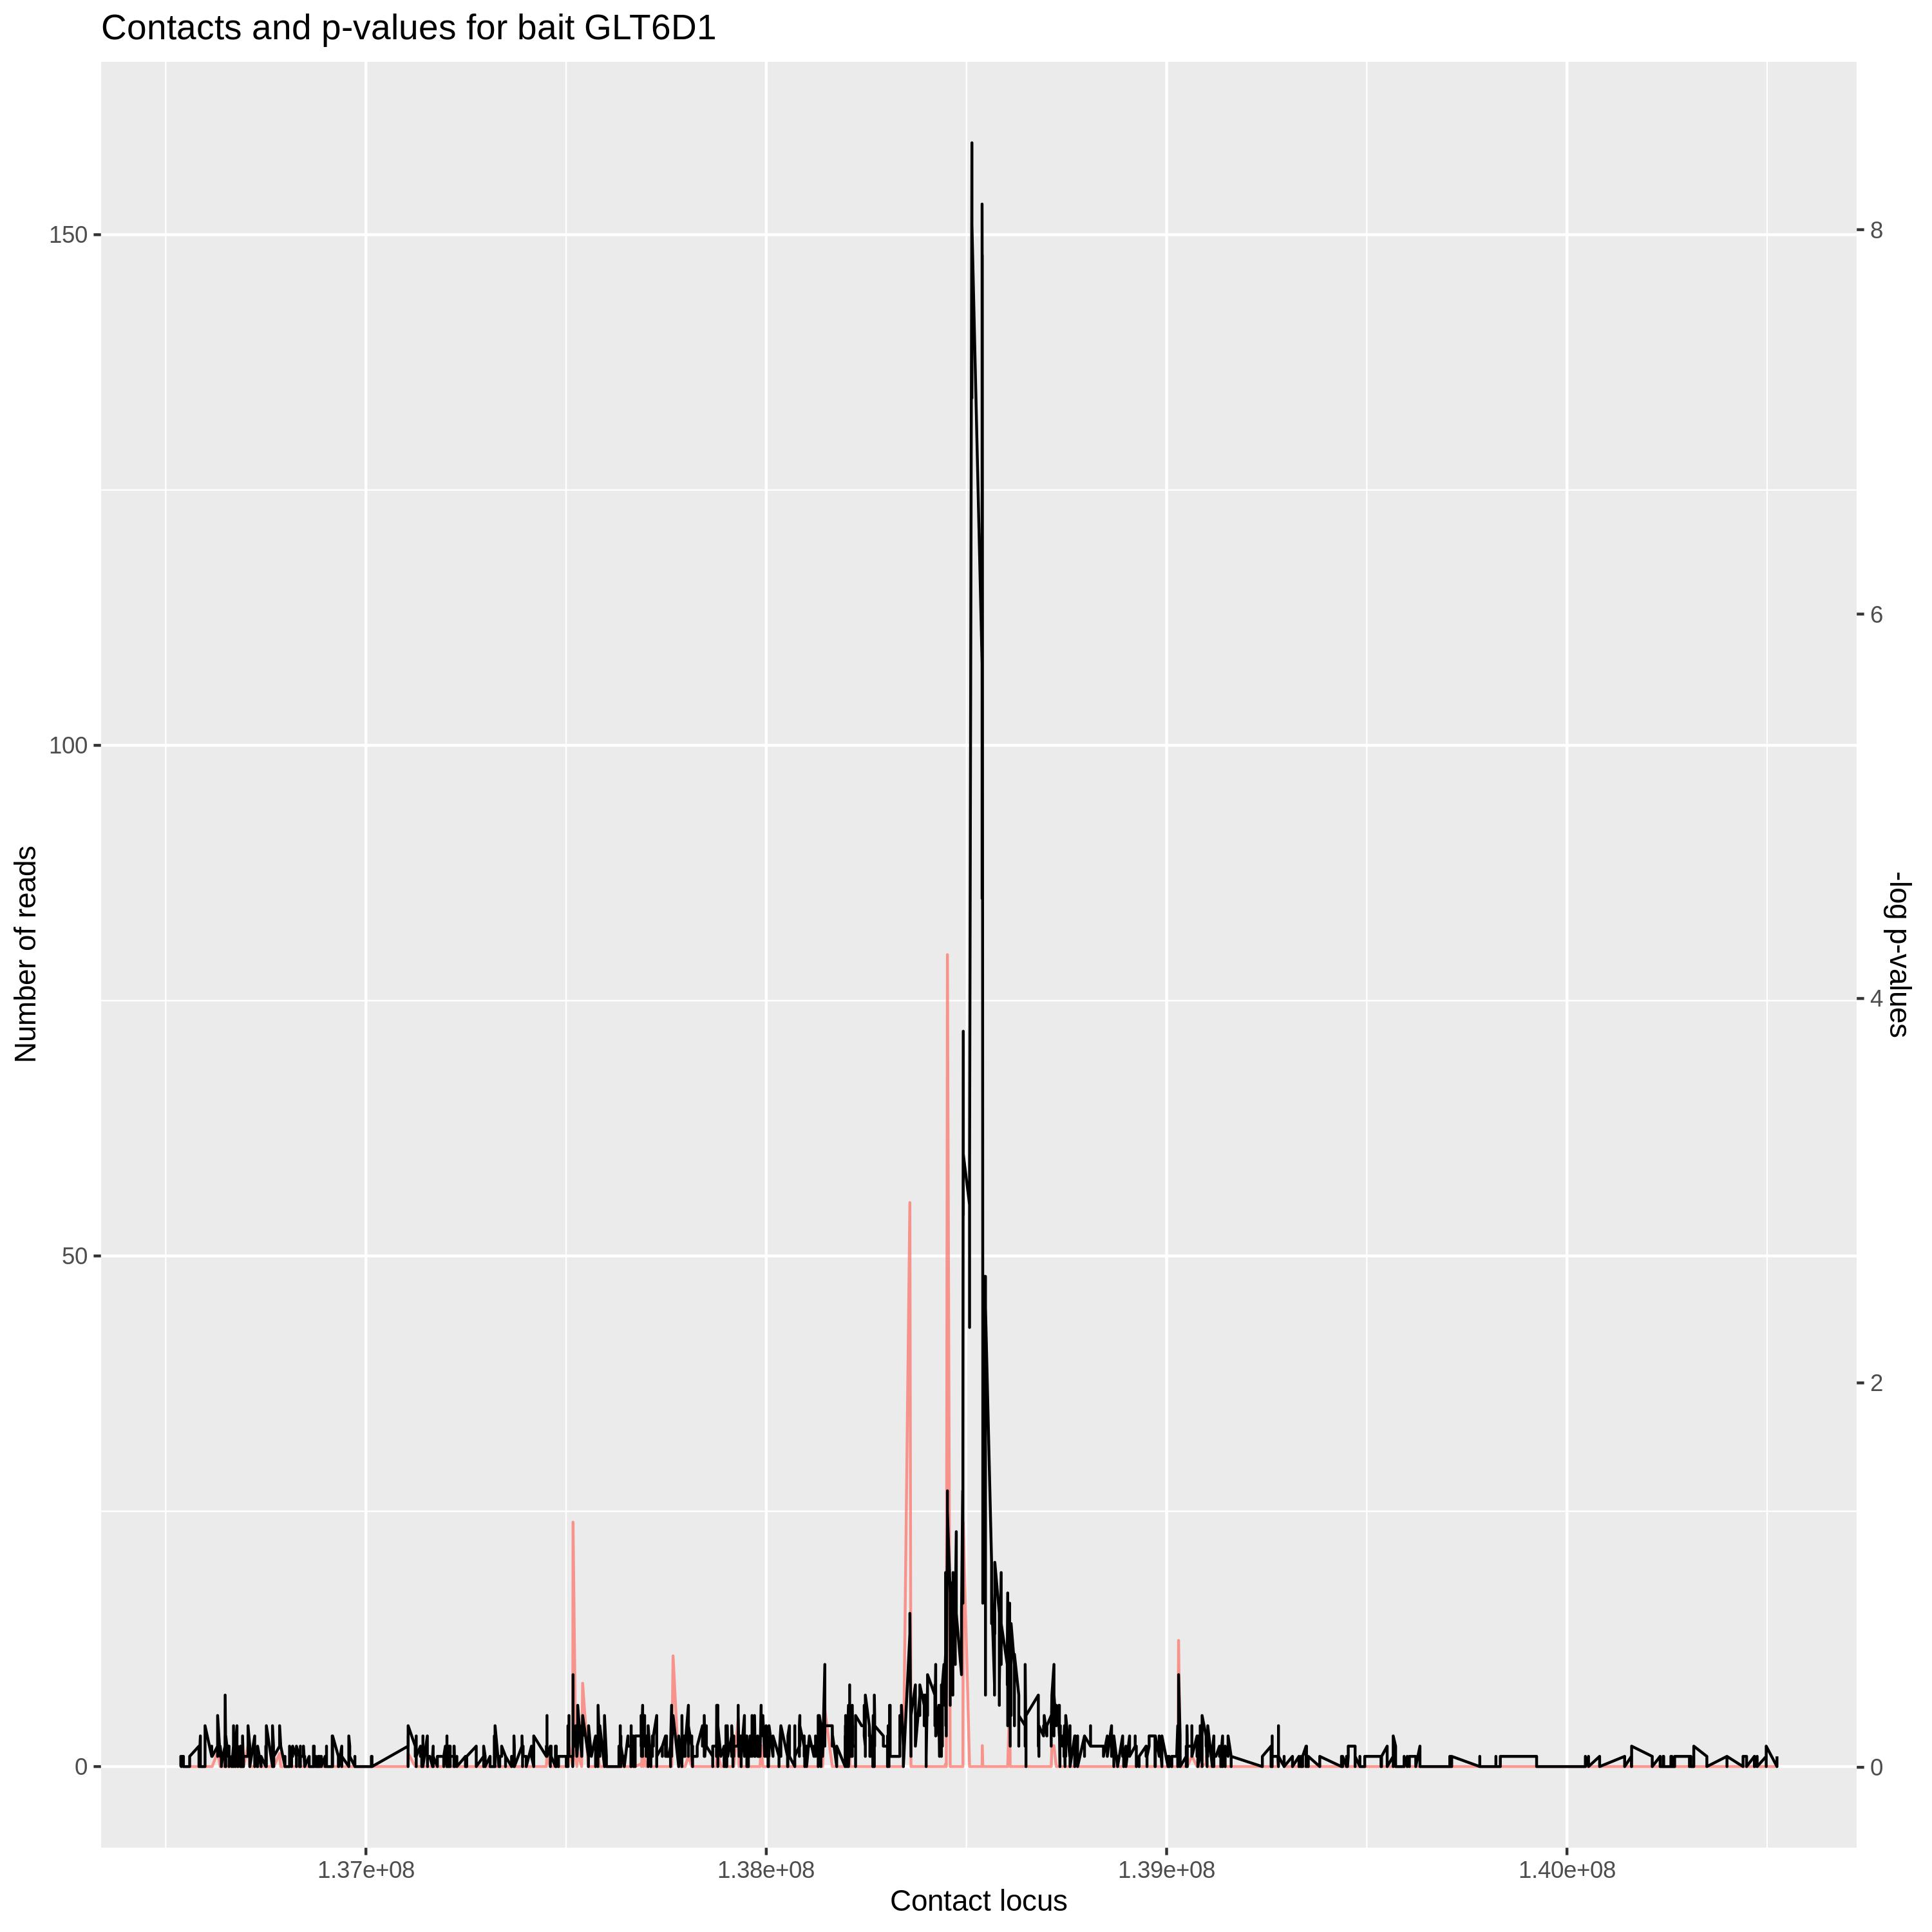 Contacts and p-values for bait GLT6D1
150
100
50
0
Number of reads
8
6
4
2
0
-log p-values
1.37e+08
1.38e+08
1.39e+08
1.40e+08
Contact locus